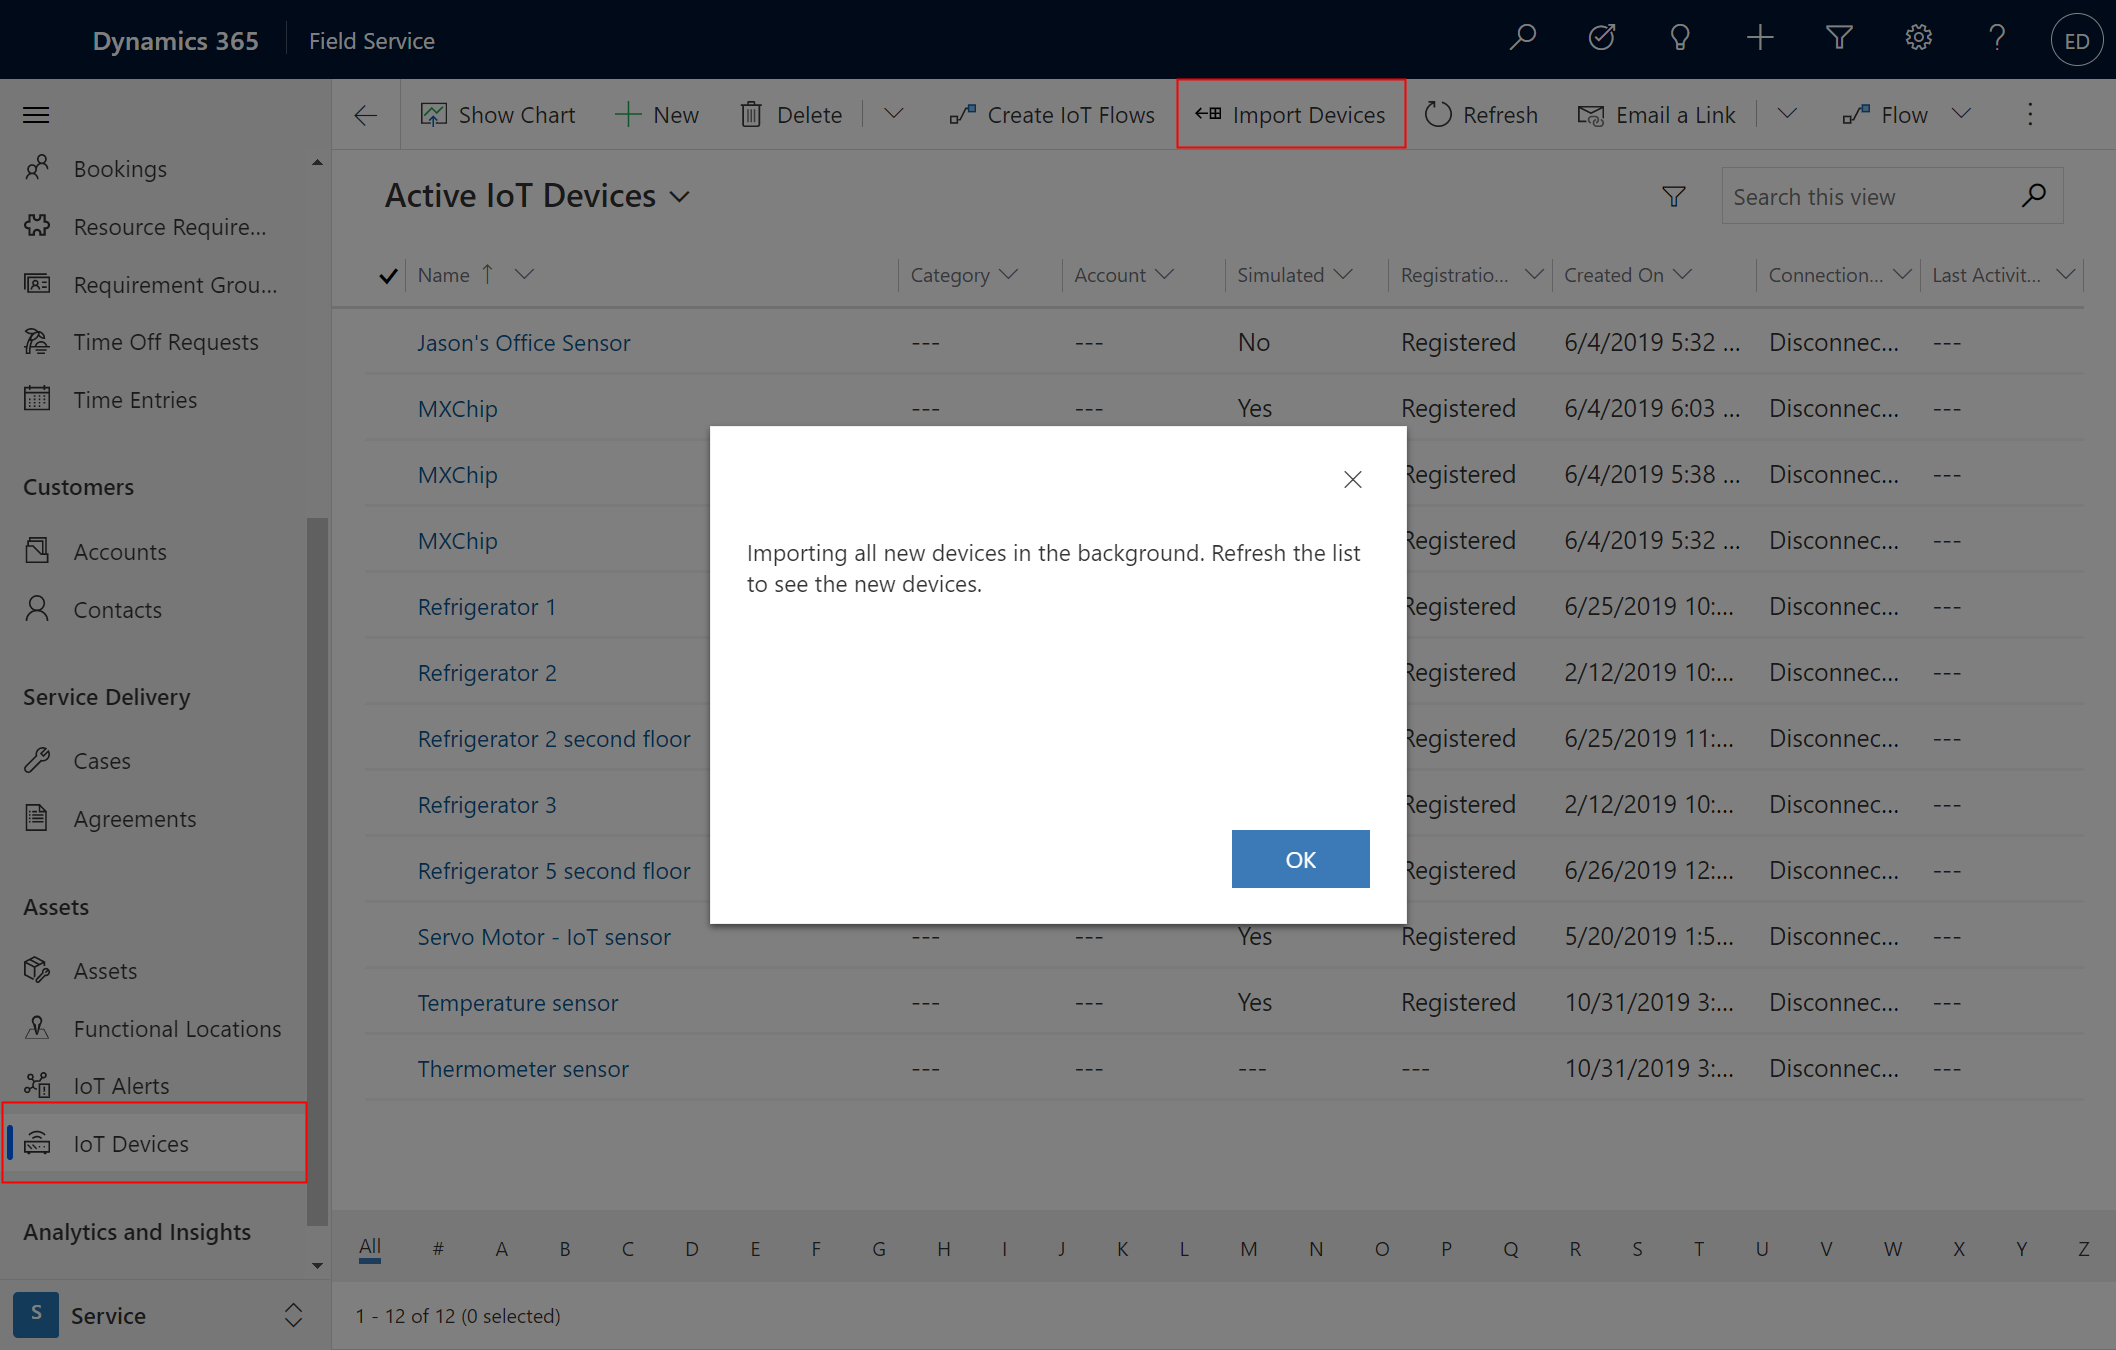 Dynamics 365
Field Service
ED
Show Chart
New
Delete
Create IoT Flows
Import Devices
Refresh
Email a Link
Flow
Bookings
Resource Require...
Requirement Grou...
Time Off Requests
Time Entries
Customers
Accounts
Contacts
Service Delivery
Cases
Agreements
Assets
Assets
Functional Locations
IoT Alerts
IoT Devices
Analytics and Insights
S Service
Active IoT Devices
Search this view
Name Category Account Simulated Registratio... Created On Connection... Last Activit...
Jason's Office Sensor --- --- No Registered 6/4/2019 5:32 ... Disconnec... ---
MXChip --- --- Yes Registered 6/4/2019 6:03 ... Disconnec... ---
MXChip Registered 6/4/2019 5:38 ... Disconnec... ---
MXChip Registered 6/4/2019 5:32 ... Disconnec... ---
Refrigerator 1 Registered 6/25/2019 10:... Disconnec... ---
Refrigerator 2 Registered 2/12/2019 10:... Disconnec... ---
Refrigerator 2 second floor Registered 6/25/2019 11:... Disconnec... ---
Refrigerator 3 Registered 2/12/2019 10:... Disconnec... ---
Refrigerator 5 second floor Registered 6/26/2019 12:... Disconnec... ---
Servo Motor - IoT sensor --- --- Yes Registered 5/20/2019 1:5... Disconnec... ---
Temperature sensor --- --- Yes Registered 10/31/2019 3:... Disconnec... ---
Thermometer sensor --- --- --- --- 10/31/2019 3:... Disconnec... ---
Importing all new devices in the background. Refresh the list
to see the new devices.
OK
All # A B C D E F G H I J K L M N O P Q R S T U V W X Y Z
1 - 12 of 12 (0 selected)